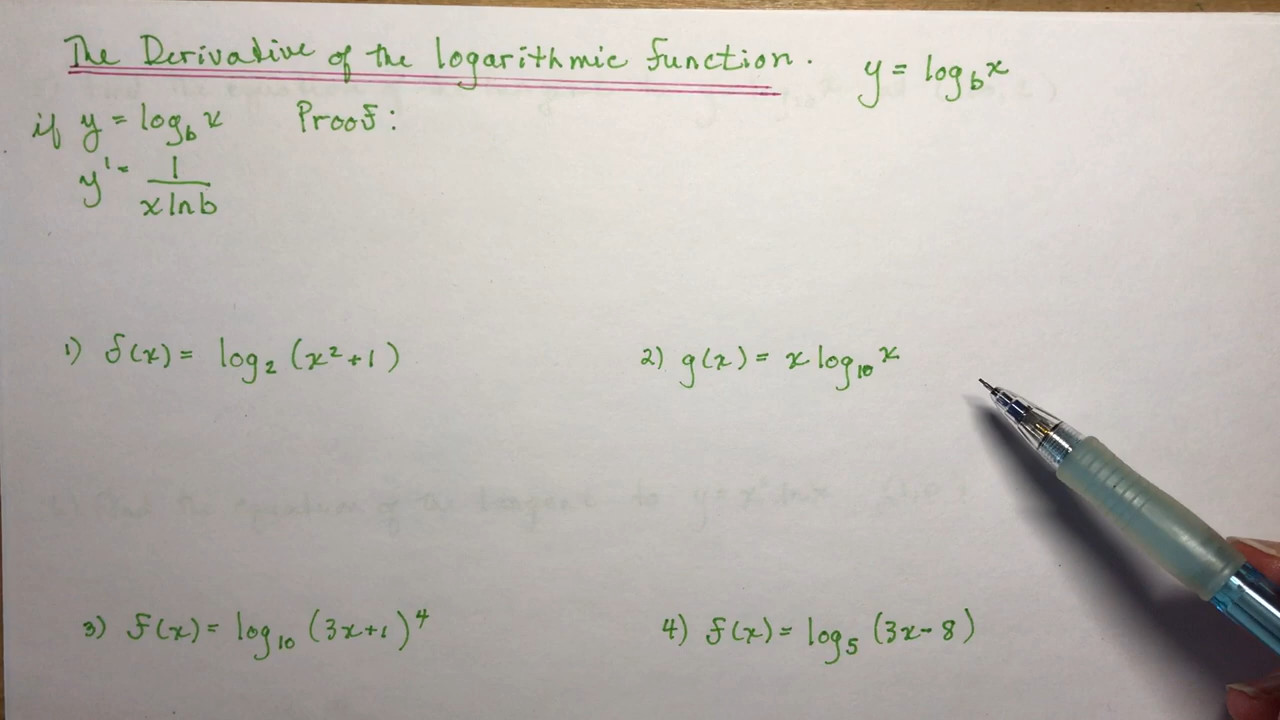 The Derivative of the logarithmic function. y = log_b x
if y = log_b x Proof:
y' = 1/(x ln b)
1) f(x) = log_2 (x²+1)
2) g(x) = x log_10 x
3) f(x) = log_10 (3x+1)^4
4) f(x) = log_5 (3x-8)